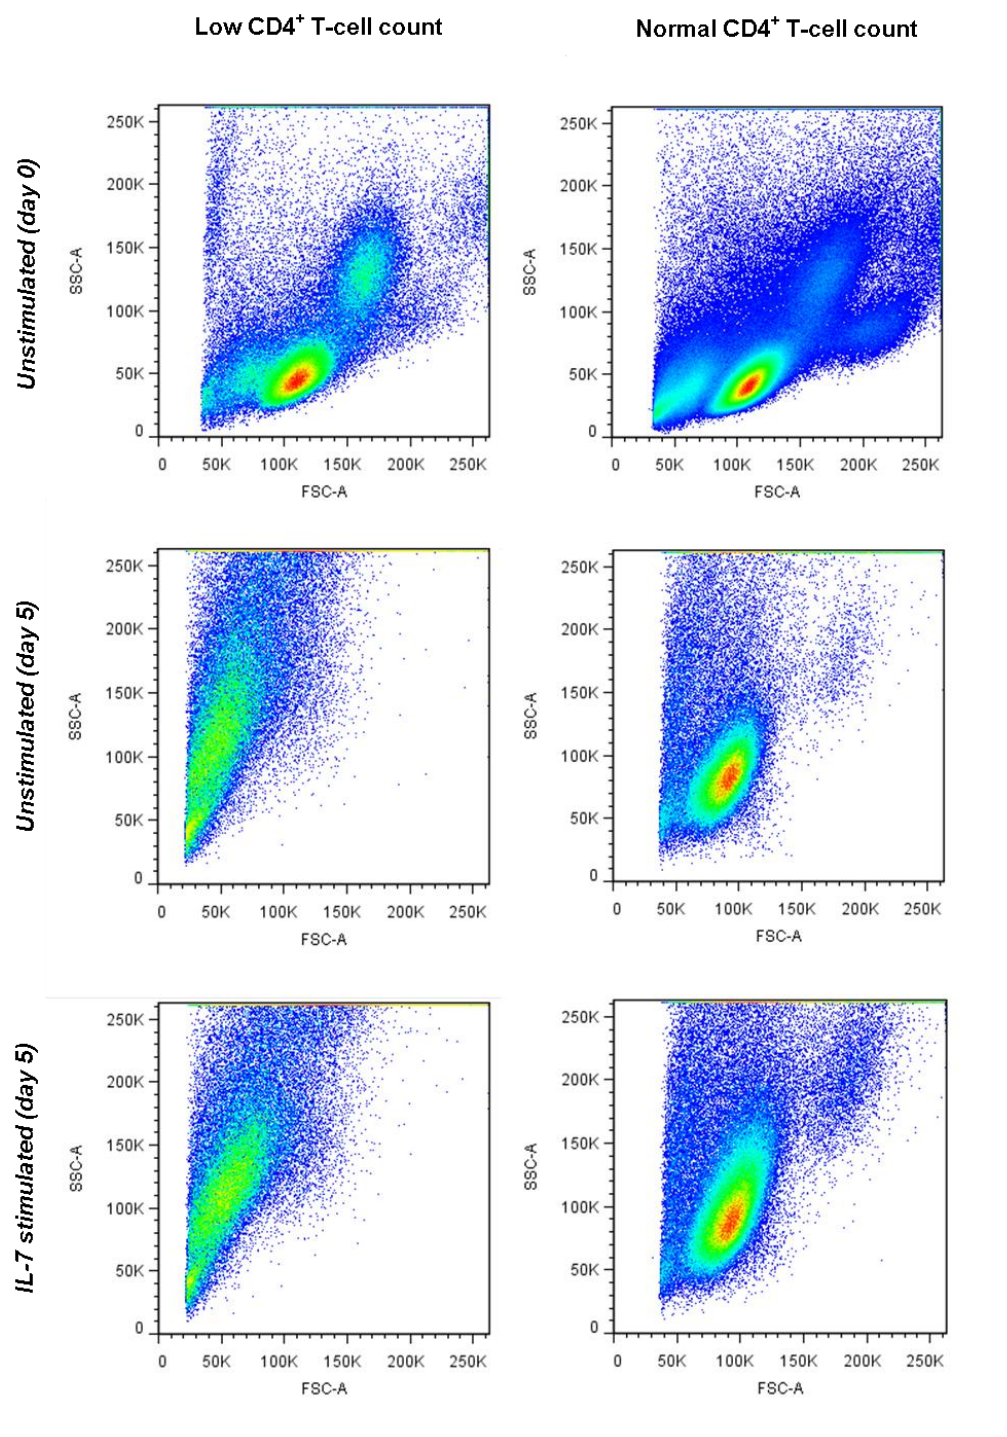 Low CD4+ T-cell count
Normal CD4+ T-cell count
Unstimulated (day 0)
250K
200K
150K
100K
50K
0
SSC-A
0 50K 100K 150K 200K 250K
FSC-A
250K
200K
150K
100K
50K
0
SSC-A
0 50K 100K 150K 200K 250K
FSC-A
Unstimulated (day 5)
250K
200K
150K
100K
50K
0
SSC-A
0 50K 100K 150K 200K 250K
FSC-A
250K
200K
150K
100K
50K
0
SSC-A
0 50K 100K 150K 200K 250K
FSC-A
IL-7 stimulated (day 5)
250K
200K
150K
100K
50K
0
SSC-A
0 50K 100K 150K 200K 250K
FSC-A
250K
200K
150K
100K
50K
0
SSC-A
0 50K 100K 150K 200K 250K
FSC-A